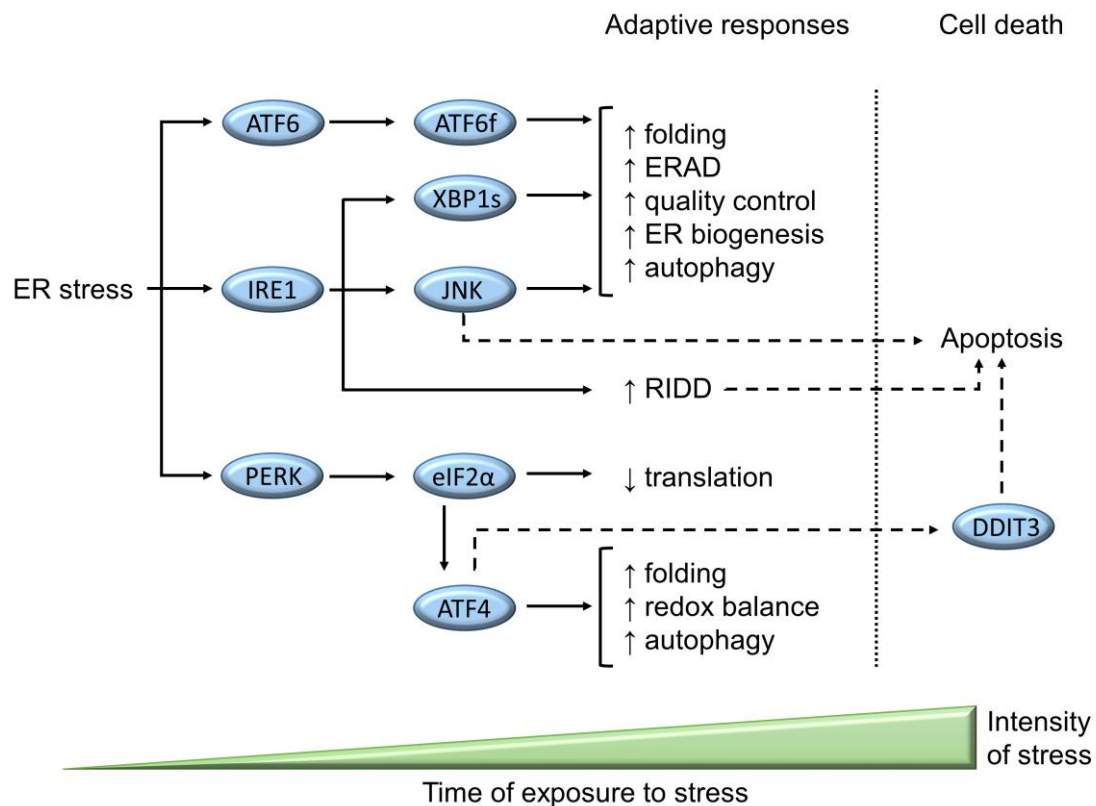 Adaptive responses
Cell death
ATF6
ATF6f
↑ folding
↑ ERAD
XBP1s
↑ quality control
↑ ER biogenesis
↑ autophagy
ER stress
IRE1
JNK
Apoptosis
↑ RIDD
PERK
eIF2α
↓ translation
DDIT3
ATF4
↑ folding
↑ redox balance
↑ autophagy
Intensity
of stress
Time of exposure to stress